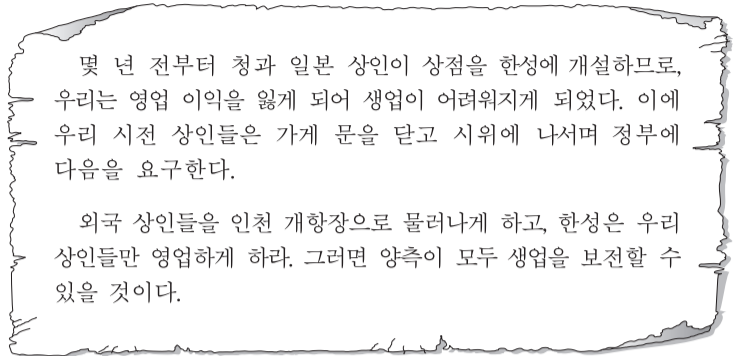 몇 년 전부터 청과 일본 상인이 상점을 한성에 개설하므로,
우리는 영업 이익을 잃게 되어 생업이 어려워지게 되었다. 이에
우리 시전 상인들은 가게 문을 닫고 시위에 나서며 정부에
다음을 요구한다.
외국 상인들을 인천 개항장으로 물러나게 하고, 한성은 우리
상인들만 영업하게 하라. 그러면 양측이 모두 생업을 보전할 수
있을 것이다.